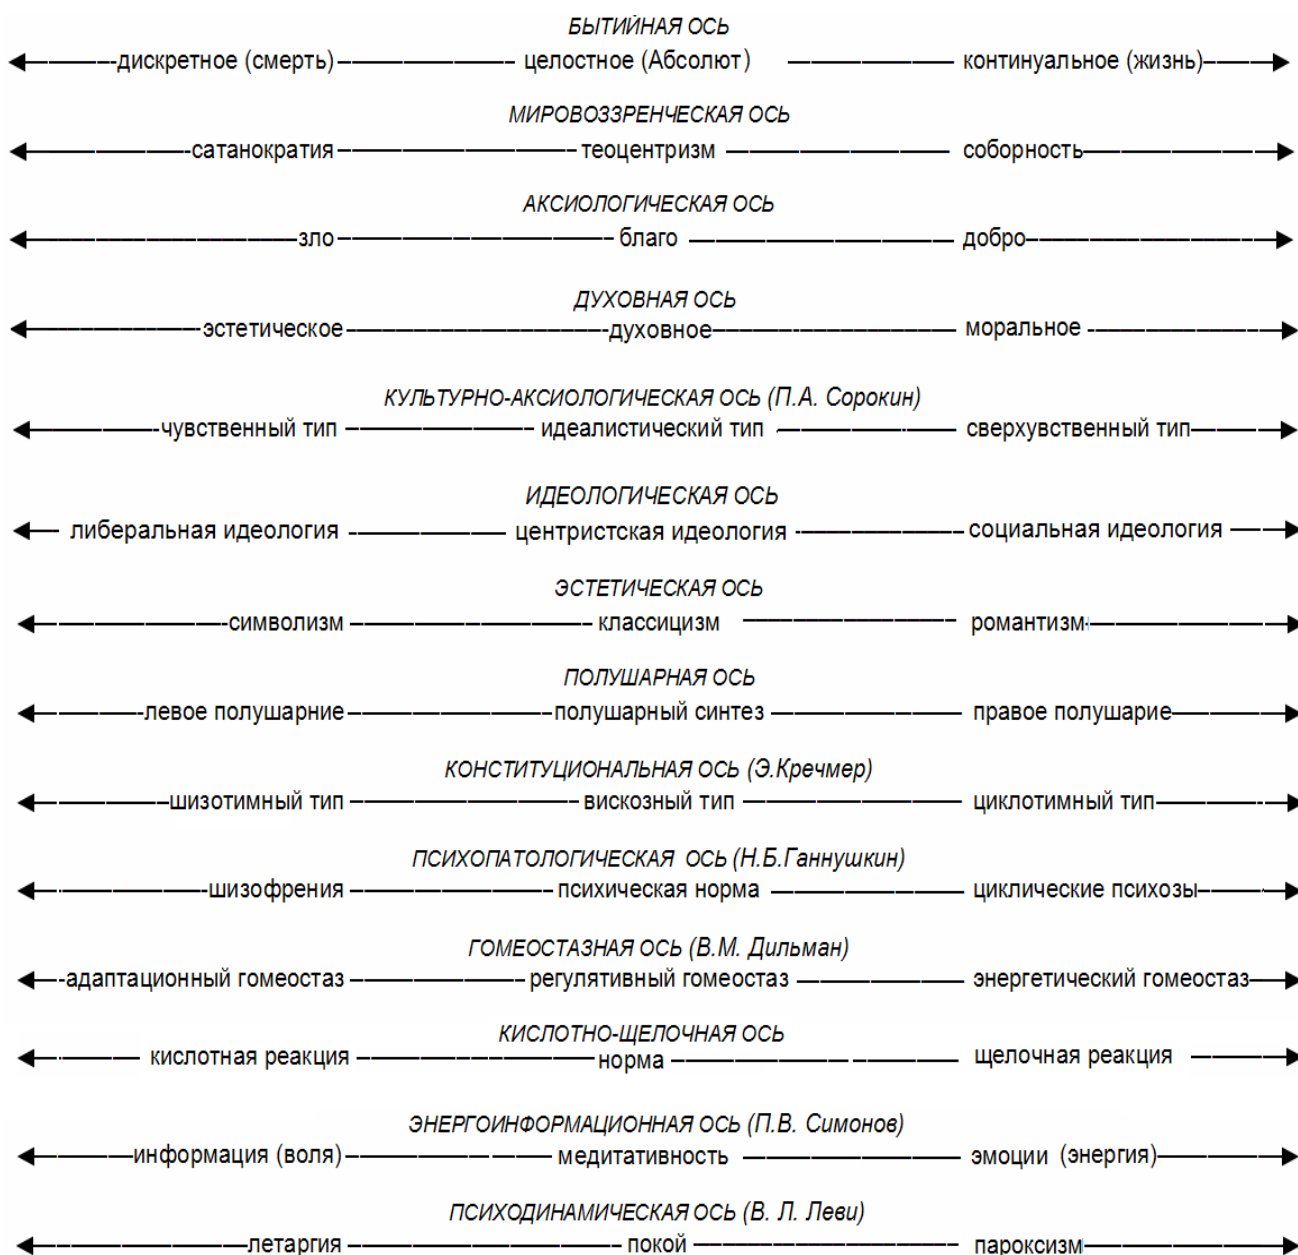 БЫТИЙНАЯ ОСЬ
дискретное (смерть) целостное (Абсолют) континуальное (жизнь)
МИРОВОЗЗРЕНЧЕСКАЯ ОСЬ
сатанократия теоцентризм соборность
АКСИОЛОГИЧЕСКАЯ ОСЬ
зло благо добро
ДУХОВНАЯ ОСЬ
эстетическое духовное моральное
КУЛЬТУРНО-АКСИОЛОГИЧЕСКАЯ ОСЬ (П.А. Сорокин)
чувственный тип идеалистический тип сверхувственный тип
ИДЕОЛОГИЧЕСКАЯ ОСЬ
либеральная идеология центристская идеология социальная идеология
ЭСТЕТИЧЕСКАЯ ОСЬ
символизм классицизм романтизм
ПОЛУШАРНАЯ ОСЬ
левое полушарние полушарный синтез правое полушарие
КОНСТИТУЦИОНАЛЬНАЯ ОСЬ (Э.Кречмер)
шизотимный тип вискозный тип циклотимный тип
ПСИХОПАТОЛОГИЧЕСКАЯ ОСЬ (Н.Б.Ганнушкин)
шизофрения психическая норма циклические психозы
ГОМЕОСТАЗНАЯ ОСЬ (В.М. Дильман)
адаптационный гомеостаз регулятивный гомеостаз энергетический гомеостаз
КИСЛОТНО-ЩЕЛОЧНАЯ ОСЬ
кислотная реакция норма щелочная реакция
ЭНЕРГОИНФОРМАЦИОННАЯ ОСЬ (П.В. Симонов)
информация (воля) медитативность эмоции (энергия)
ПСИХОДИНАМИЧЕСКАЯ ОСЬ (В. Л. Леви)
летаргия покой пароксизм